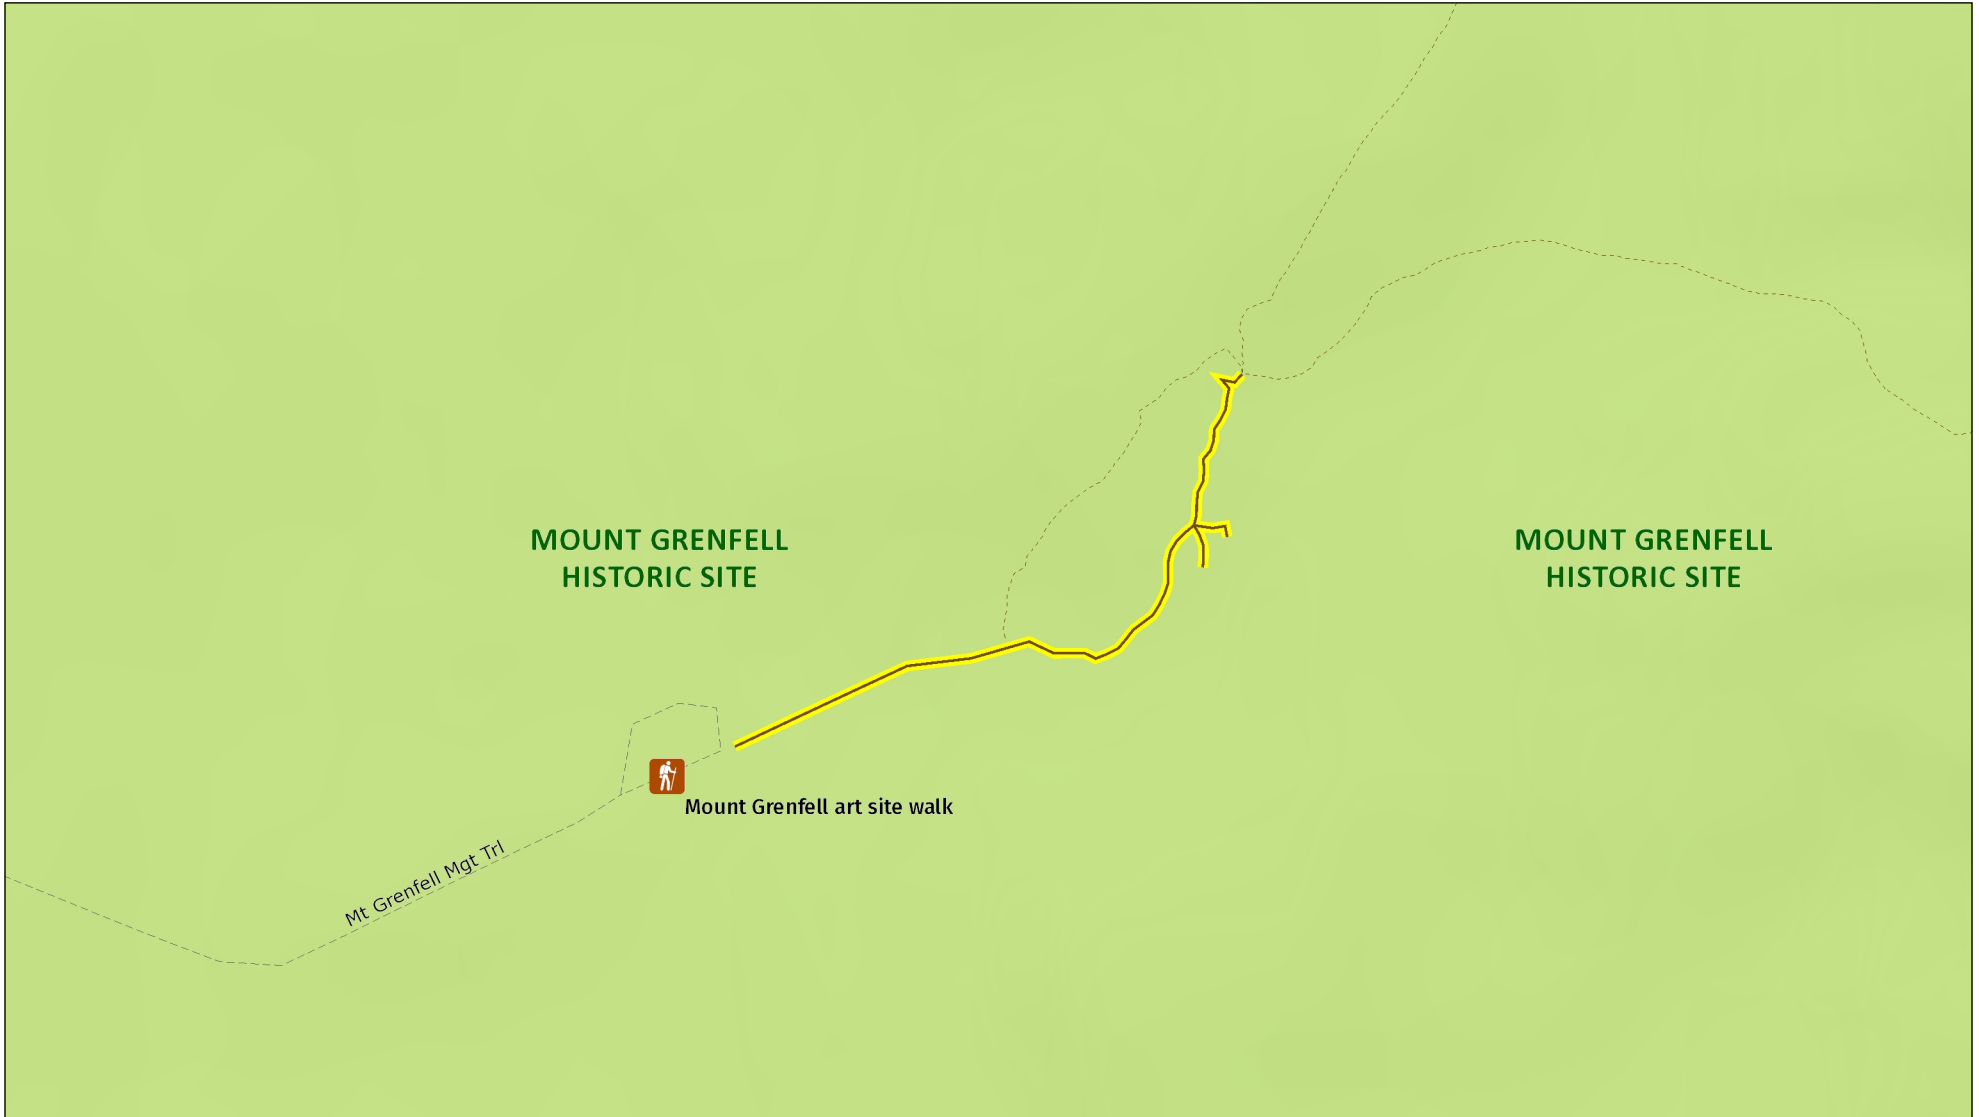 MOUNT GRENFELL
HISTORIC SITE
MOUNT GRENFELL
HISTORIC SITE
Mount Grenfell art site walk
Mt Grenfell Mgt Trl